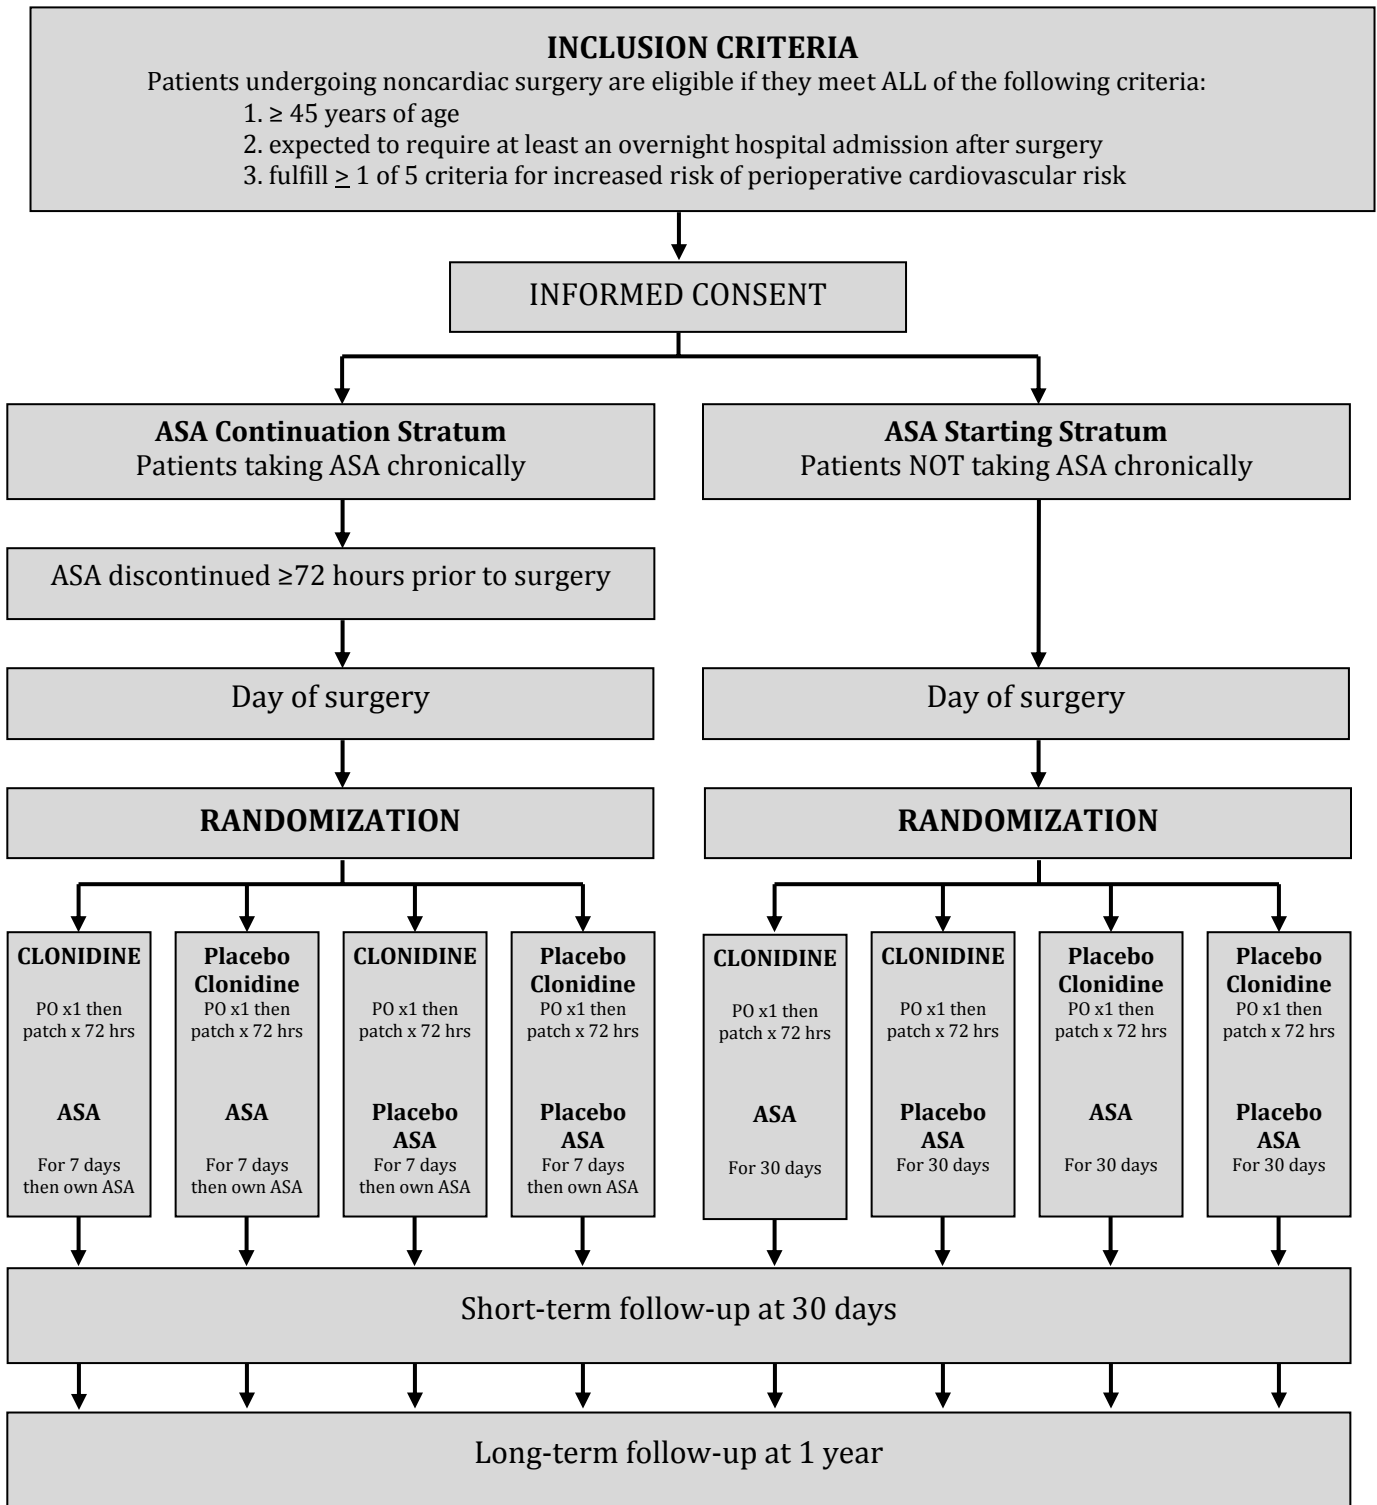 INCLUSION CRITERIA
Patients undergoing noncardiac surgery are eligible if they meet ALL of the following criteria:
1. ≥ 45 years of age
2. expected to require at least an overnight hospital admission after surgery
3. fulfill ≥ 1 of 5 criteria for increased risk of perioperative cardiovascular risk
INFORMED CONSENT
ASA Continuation Stratum
Patients taking ASA chronically
ASA Starting Stratum
Patients NOT taking ASA chronically
ASA discontinued ≥72 hours prior to surgery
Day of surgery
Day of surgery
RANDOMIZATION
RANDOMIZATION
CLONIDINE
PO x1 then
patch x 72 hrs
ASA
For 7 days
then own ASA
Placebo
Clonidine
PO x1 then
patch x 72 hrs
ASA
For 7 days
then own ASA
CLONIDINE
PO x1 then
patch x 72 hrs
Placebo
ASA
For 7 days
then own ASA
Placebo
Clonidine
PO x1 then
patch x 72 hrs
Placebo
ASA
For 7 days
then own ASA
CLONIDINE
PO x1 then
patch x 72 hrs
ASA
For 30 days
CLONIDINE
PO x1 then
patch x 72 hrs
Placebo
ASA
For 30 days
Placebo
Clonidine
PO x1 then
patch x 72 hrs
ASA
For 30 days
Placebo
Clonidine
PO x1 then
patch x 72 hrs
Placebo
ASA
For 30 days
Short-term follow-up at 30 days
Long-term follow-up at 1 year